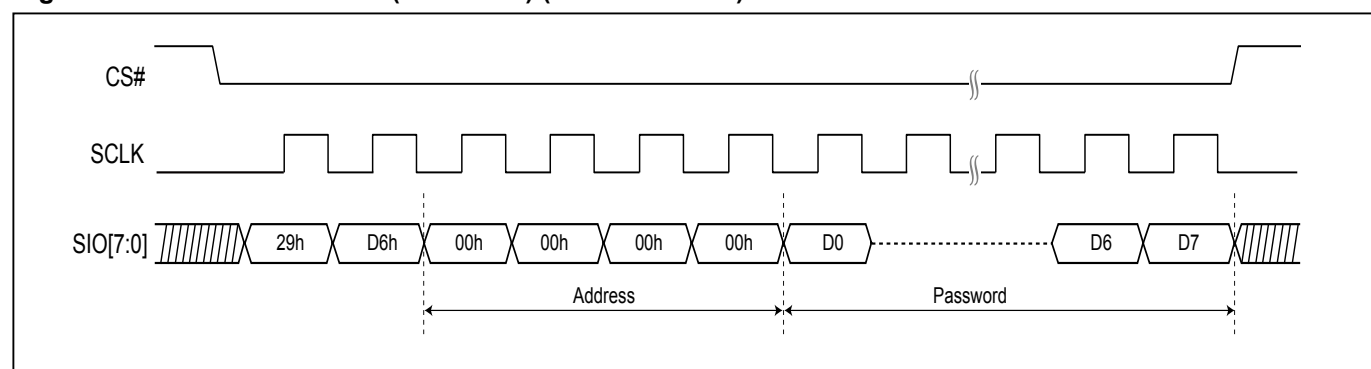 CS#
SCLK
SIO[7:0] 29h D6h 00h 00h 00h 00h D0 D6 D7
Address Password